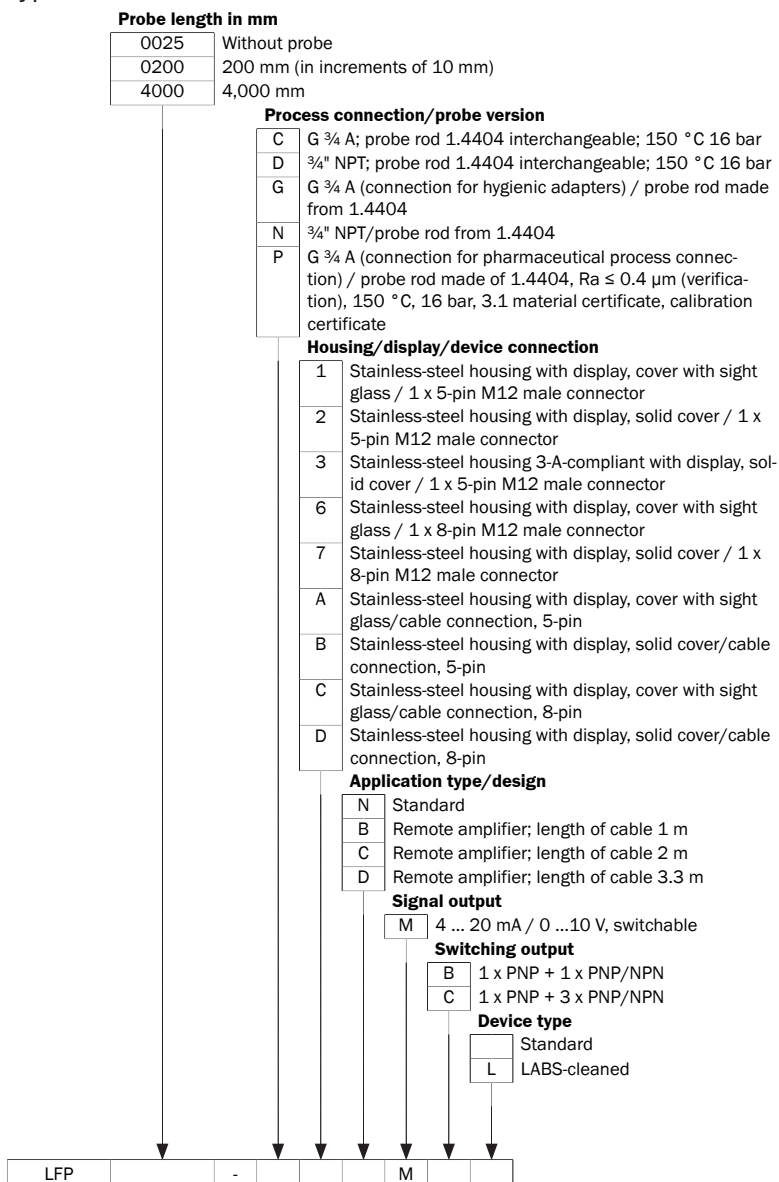 Probe length in mm
0025 Without probe
0200 200 mm (in increments of 10 mm)
4000 4,000 mm
Process connection/probe version
C G ¾ A; probe rod 1.4404 interchangeable; 150 °C 16 bar
D ¾" NPT; probe rod 1.4404 interchangeable; 150 °C 16 bar
G G ¾ A (connection for hygienic adapters) / probe rod made
from 1.4404
N ¾" NPT/probe rod from 1.4404
P G ¾ A (connection for pharmaceutical process connec-
tion) / probe rod made of 1.4404, Ra ≤ 0.4 µm (verifica-
tion), 150 °C, 16 bar, 3.1 material certificate, calibration
certificate
Housing/display/device connection
1 Stainless-steel housing with display, cover with sight
glass / 1 x 5-pin M12 male connector
2 Stainless-steel housing with display, solid cover / 1 x
5-pin M12 male connector
3 Stainless-steel housing 3-A-compliant with display, sol-
id cover / 1 x 5-pin M12 male connector
6 Stainless-steel housing with display, cover with sight
glass / 1 x 8-pin M12 male connector
7 Stainless-steel housing with display, solid cover / 1 x
8-pin M12 male connector
A Stainless-steel housing with display, cover with sight
glass/cable connection, 5-pin
B Stainless-steel housing with display, solid cover/cable
connection, 5-pin
C Stainless-steel housing with display, cover with sight
glass/cable connection, 8-pin
D Stainless-steel housing with display, solid cover/cable
connection, 8-pin
Application type/design
N Standard
B Remote amplifier; length of cable 1 m
C Remote amplifier; length of cable 2 m
D Remote amplifier; length of cable 3.3 m
Signal output
M 4 ... 20 mA / 0 ...10 V, switchable
Switching output
B 1 x PNP + 1 x PNP/NPN
C 1 x PNP + 3 x PNP/NPN
Device type
Standard
L LABS-cleaned
LFP - M